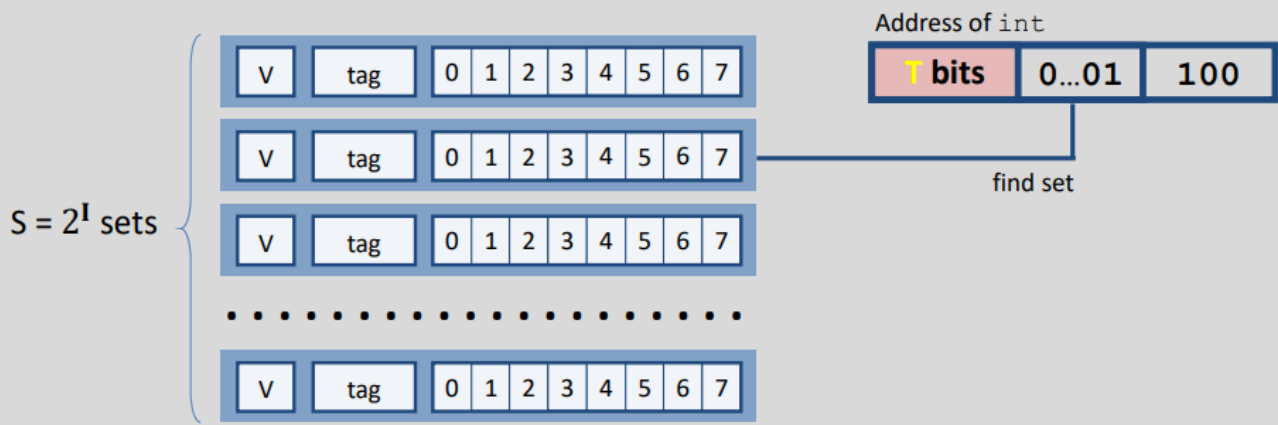 Address of int
T bits 0...01 100
V tag 0 1 2 3 4 5 6 7
V tag 0 1 2 3 4 5 6 7
find set
S = 2^I sets
V tag 0 1 2 3 4 5 6 7
V tag 0 1 2 3 4 5 6 7